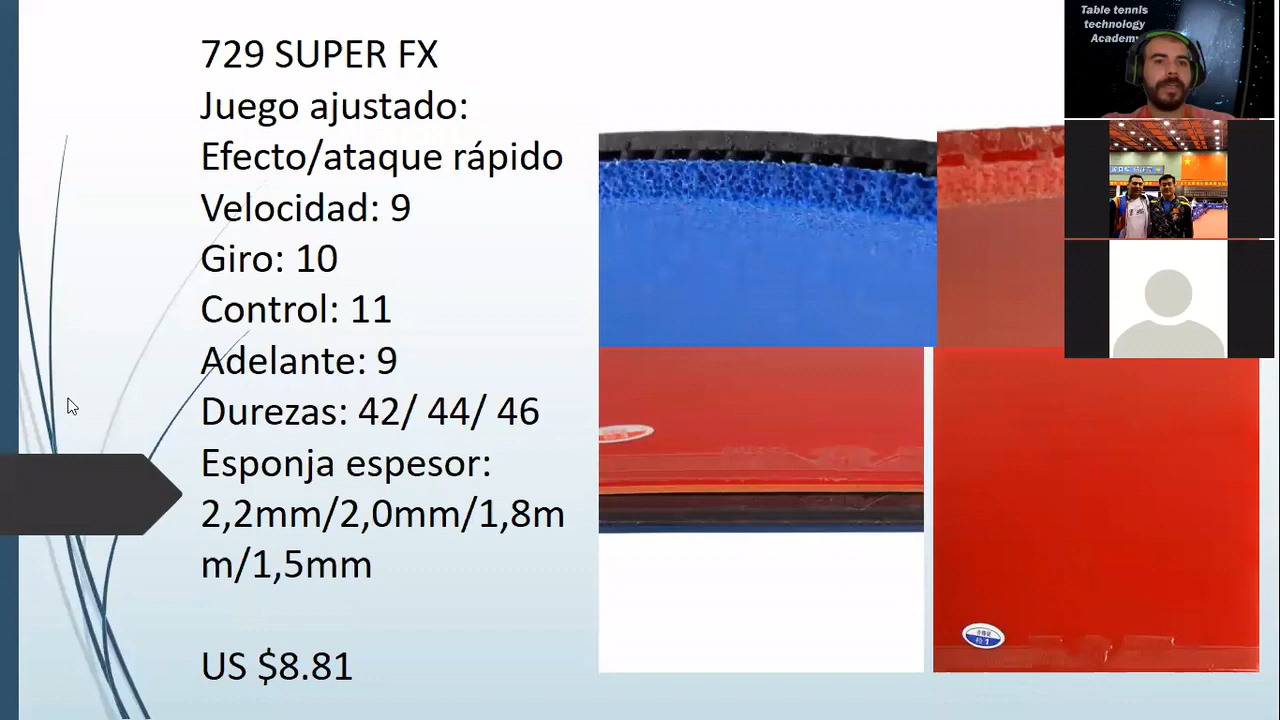 729 SUPER FX
Juego ajustado:
Efecto/ataque rápido
Velocidad: 9
Giro: 10
Control: 11
Adelante: 9
Durezas: 42/ 44/ 46
Esponja espesor:
2,2mm/2,0mm/1,8m
m/1,5mm
US $8.81
Table tennis
technology
Academy